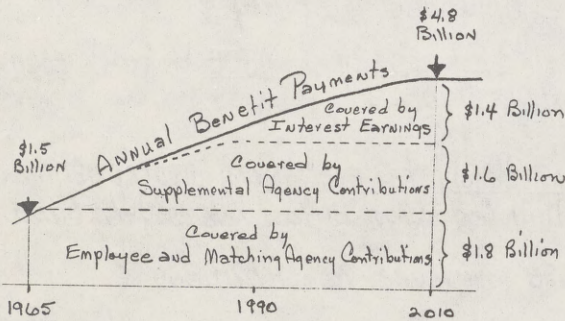 $4.8
Billion
Annual Benefit Payments
$1.5
Billion
Covered by
Interest Earnings
$1.4 Billion
Covered by
Supplemental Agency Contributions
$1.6 Billion
Covered by
Employee and Matching Agency Contributions
$1.8 Billion
1965
1990
2010